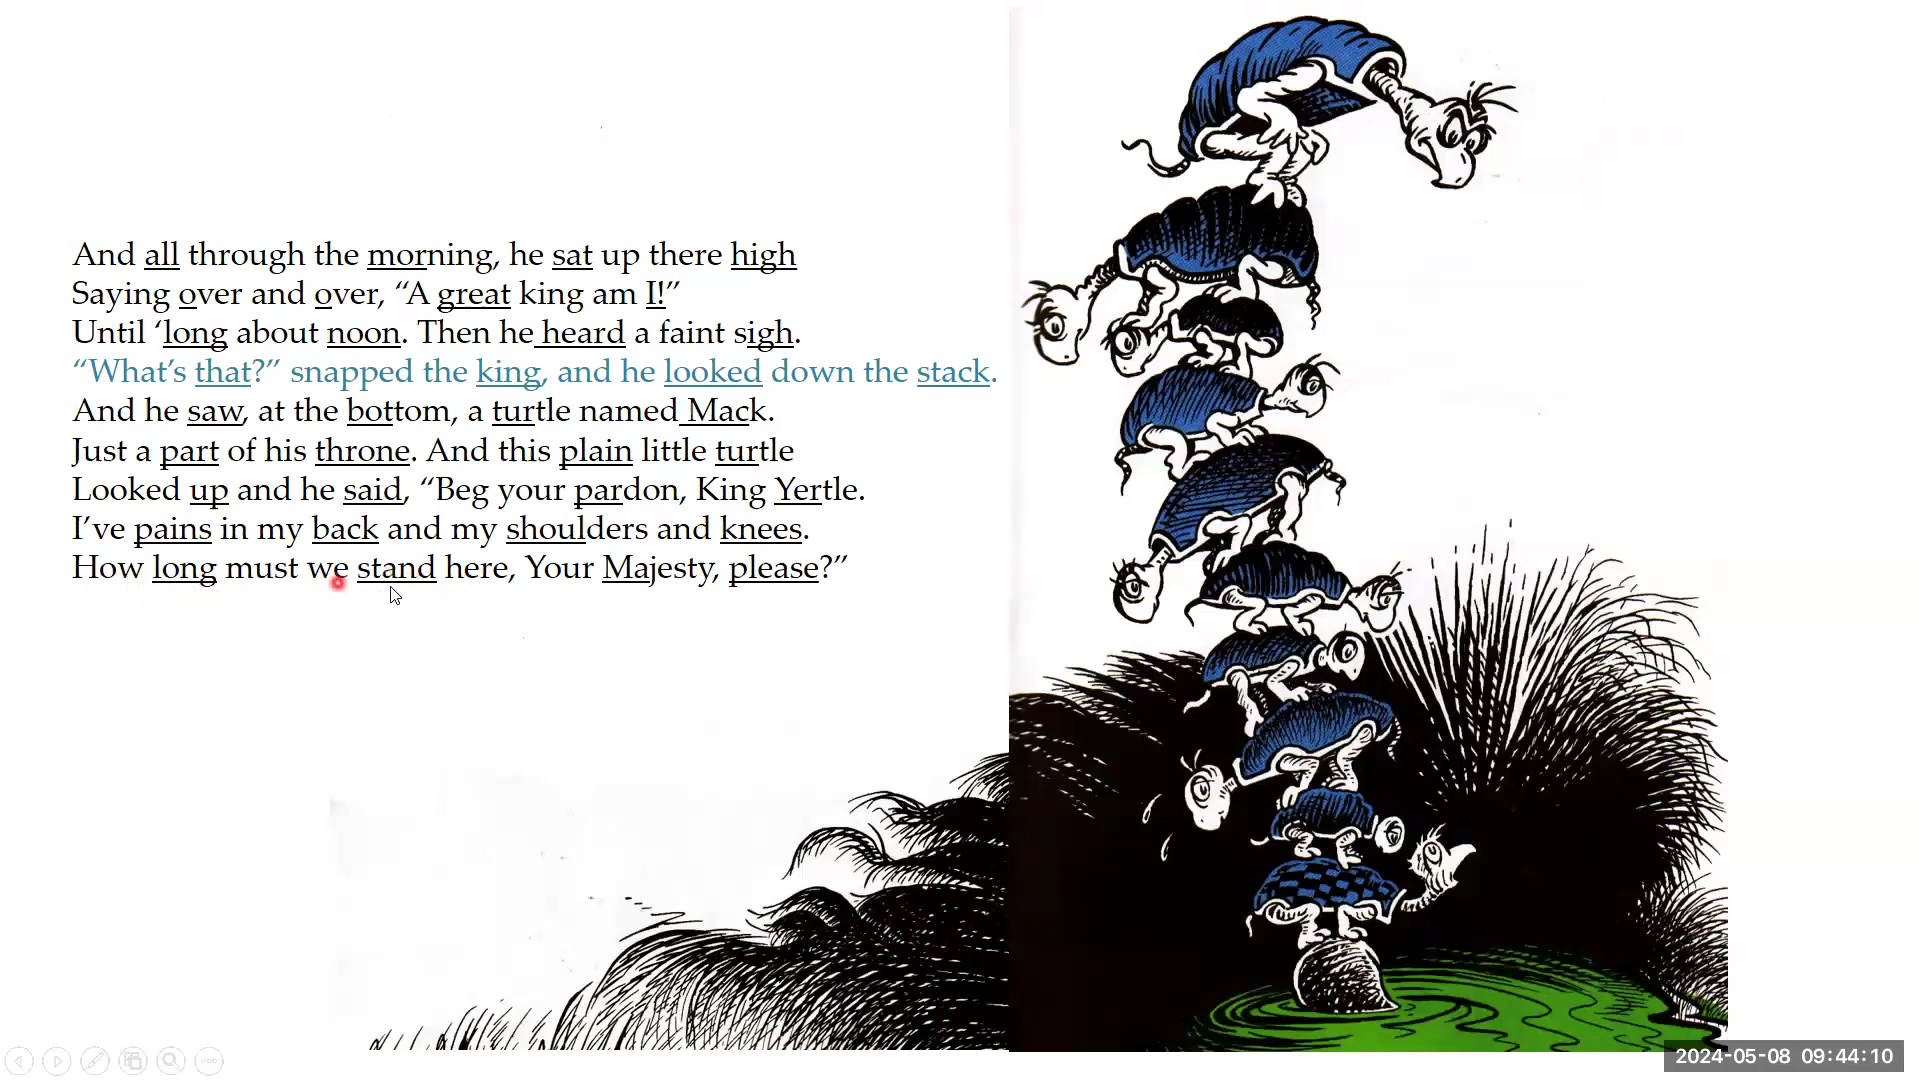 And all through the morning, he sat up there high
Saying over and over, “A great king am I!”
Until ‘long about noon. Then he heard a faint sigh.
“What’s that?” snapped the king, and he looked down the stack.
And he saw, at the bottom, a turtle named Mack.
Just a part of his throne. And this plain little turtle
Looked up and he said, “Beg your pardon, King Yertle.
I’ve pains in my back and my shoulders and knees.
How long must we stand here, Your Majesty, please?”
2024-05-08 09:44:10